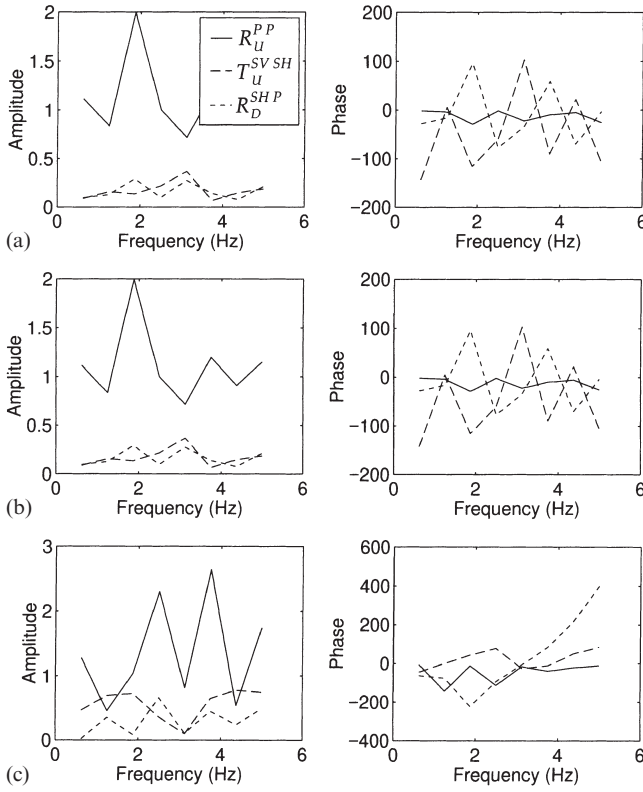 2
1.5
1
0.5
0
0 2 4 6
Amplitude
Frequency (Hz)
R_U^{PP}
T_U^{SV SH}
R_D^{SH P}
200
100
0
−100
−200
0 2 4 6
Phase
Frequency (Hz)
(a)
2
1.5
1
0.5
0
0 2 4 6
Amplitude
Frequency (Hz)
200
100
0
−100
−200
0 2 4 6
Phase
Frequency (Hz)
(b)
3
2
1
0
0 2 4 6
Amplitude
Frequency (Hz)
600
400
200
0
−200
−400
0 2 4 6
Phase
Frequency (Hz)
(c)